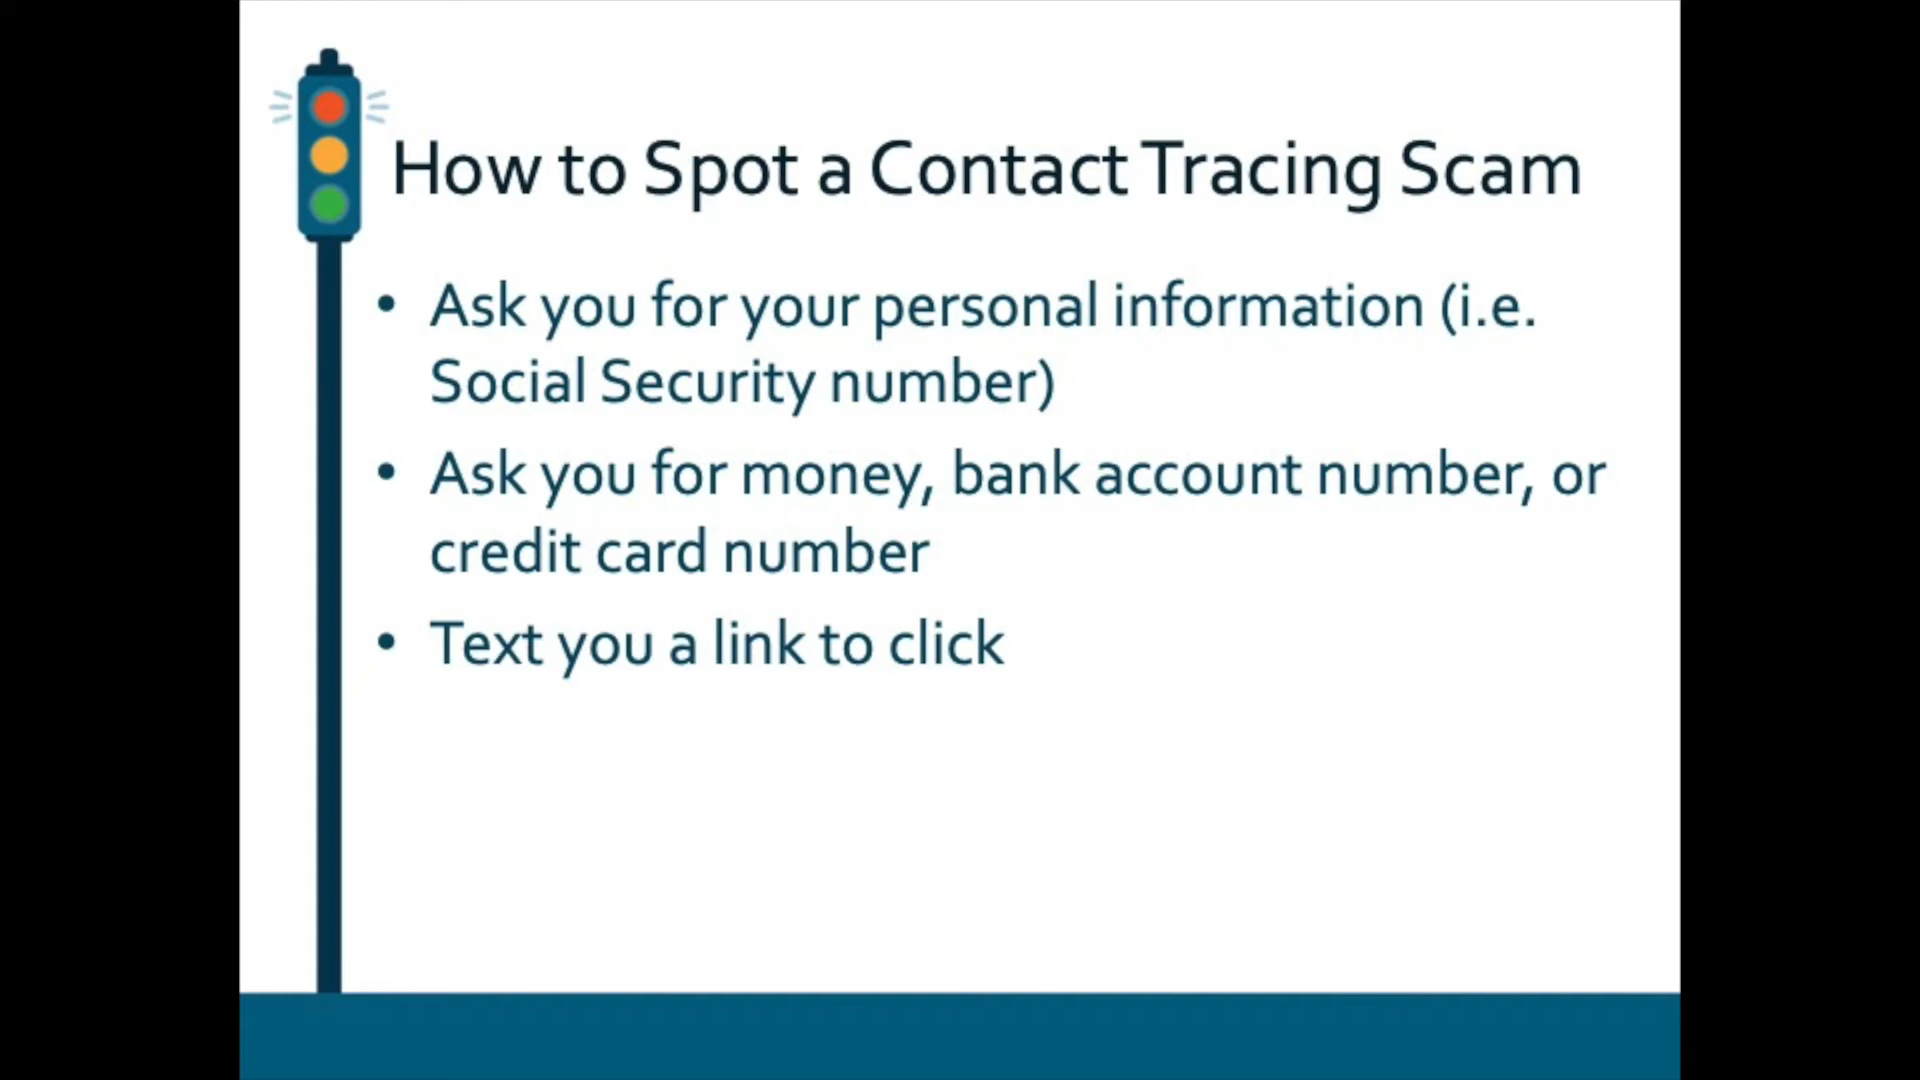 How to Spot a Contact Tracing Scam
• Ask you for your personal information (i.e.
Social Security number)
• Ask you for money, bank account number, or
credit card number
• Text you a link to click